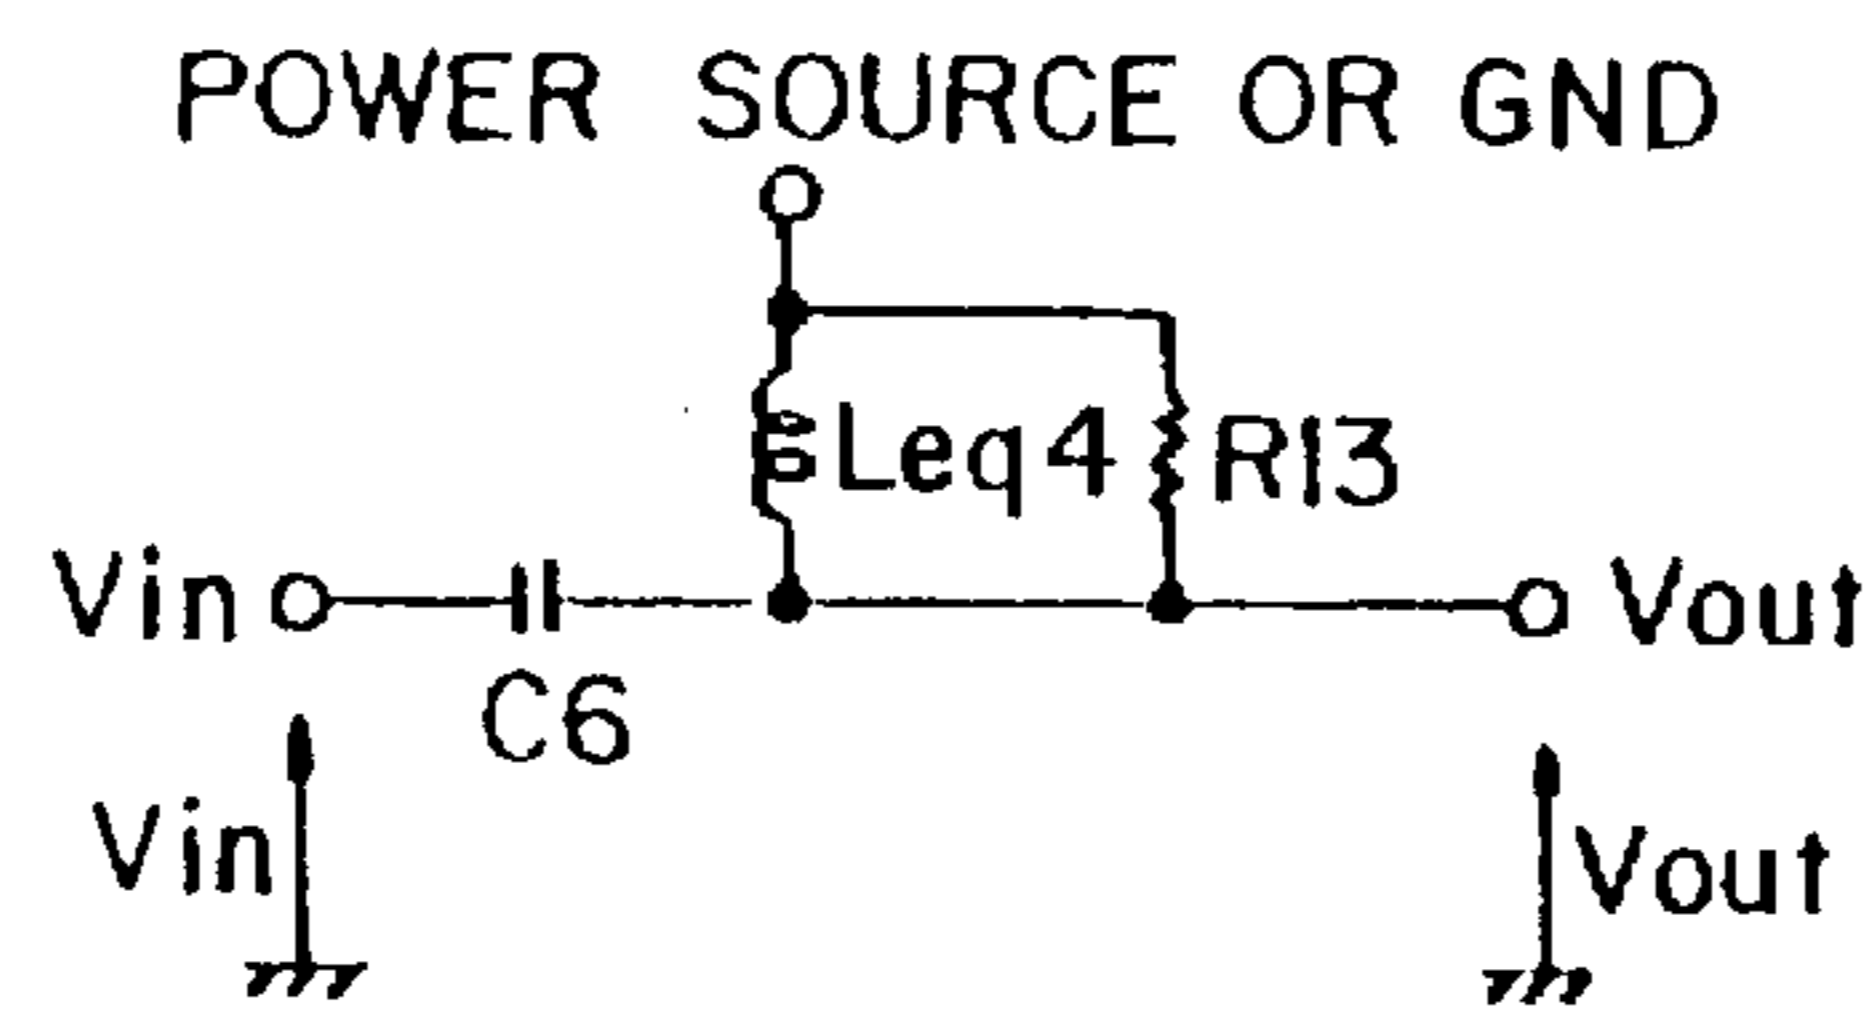 POWER SOURCE OR GND
Leq4 R13
Vin Vout
C6
Vin Vout